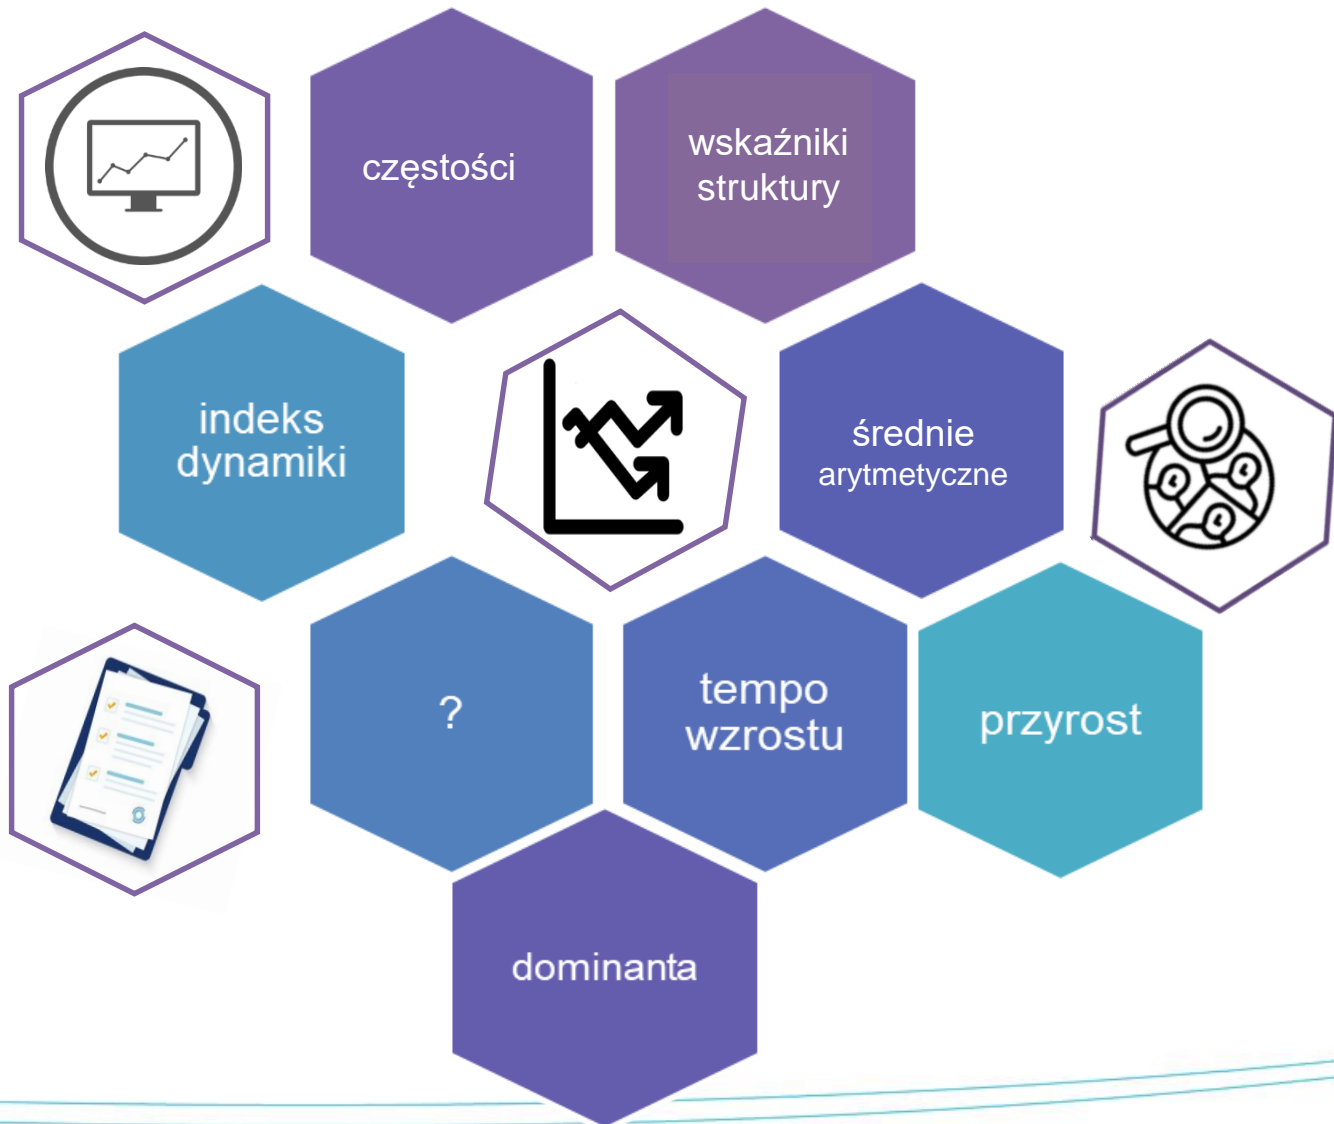 częstości
wskaźniki
struktury
indeks
dynamiki
średnie
arytmetyczne
?
tempo
wzrostu
przyrost
dominanta